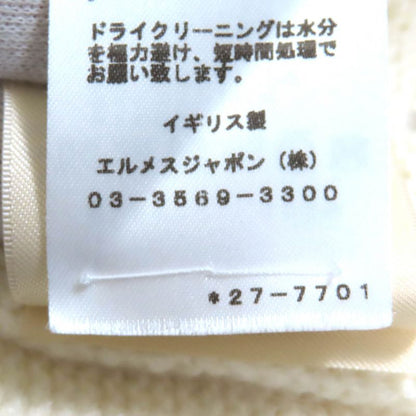 ドライクリーニングは水分
を極力避け、短時間処理で
お願い致します。
イギリス製
エルメスジャポン（株）
03-3569-3300
*27-7701